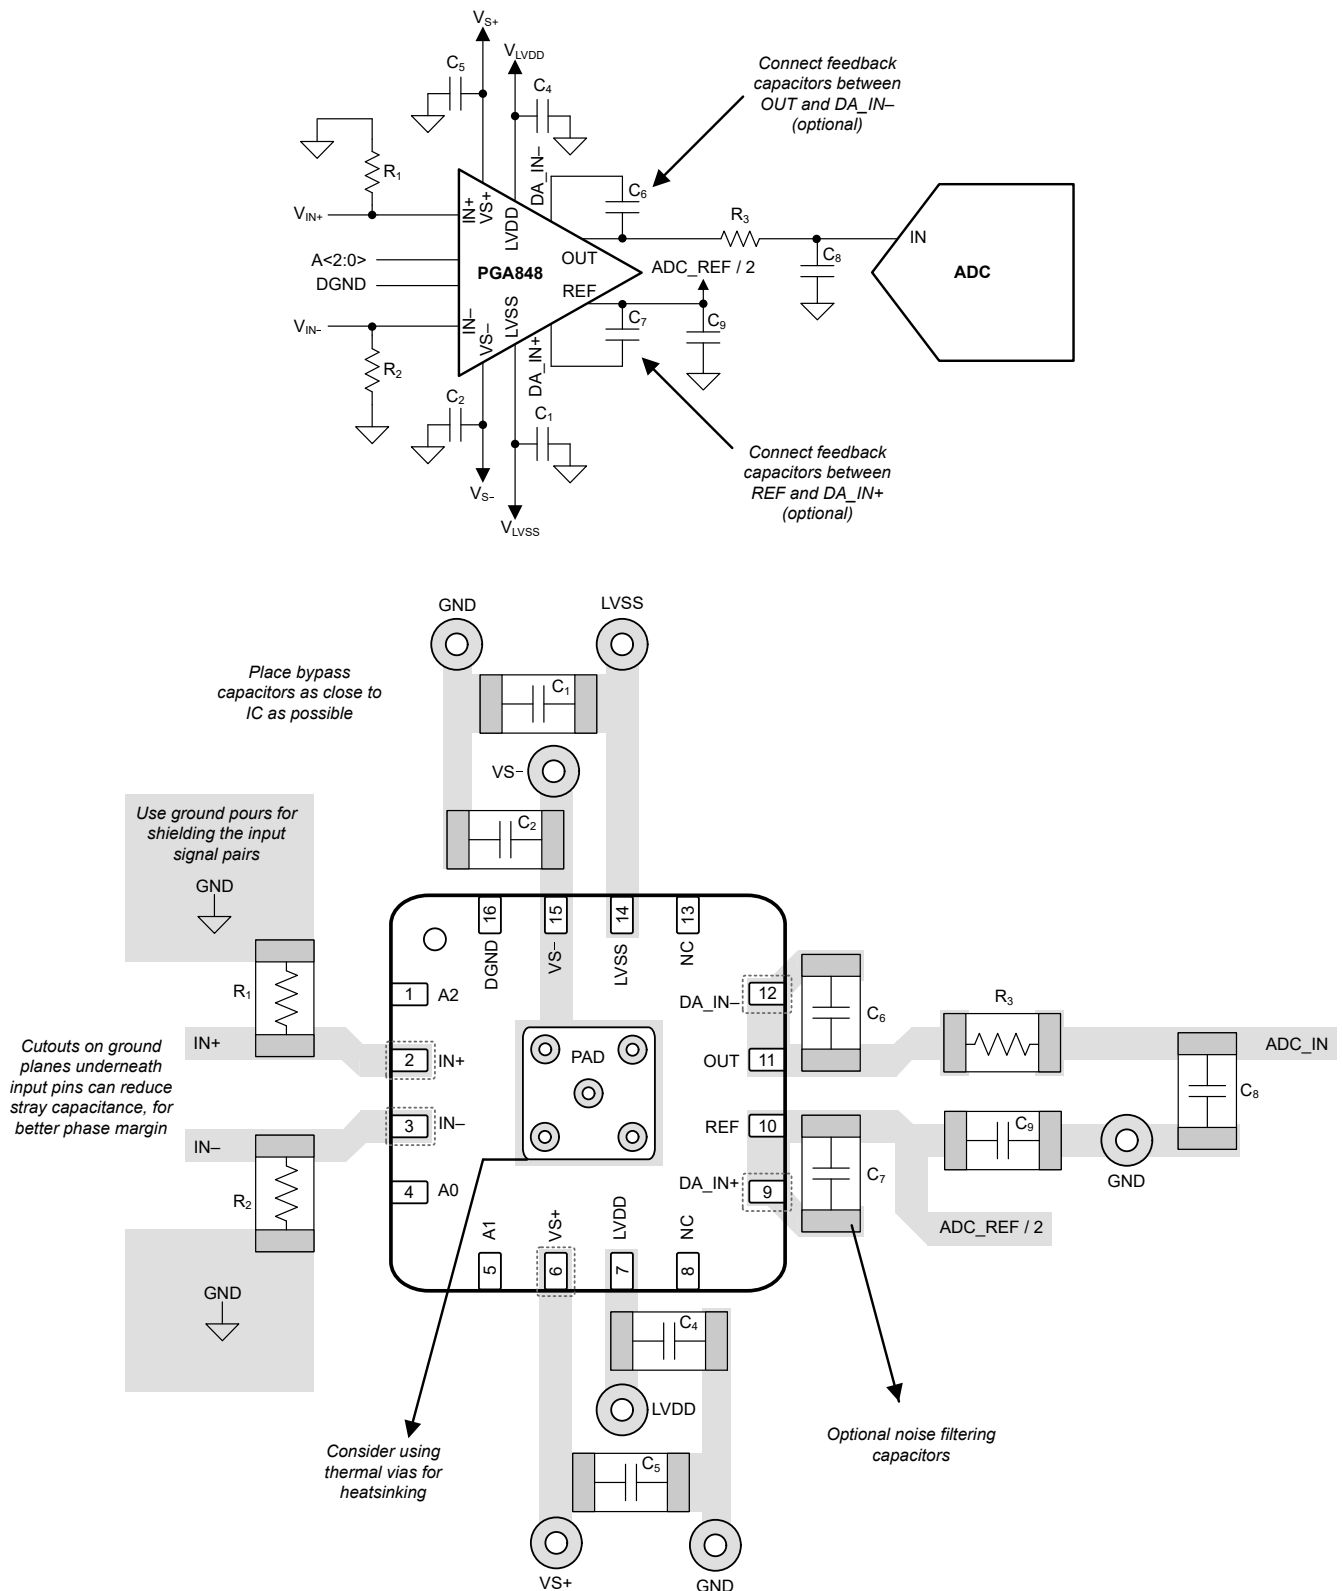 VS+
VLVDD
C5
C4
Connect feedback
capacitors between
OUT and DA_IN–
(optional)
DA_IN–
R1
C6
VIN+
IN+
VS+
LVDD
R3
IN
A<2:0>
OUT
C8
PGA848
ADC_REF / 2
ADC
DGND
REF
VIN–
IN–
VS–
LVSS
DA_IN+
C7
C9
R2
C2
C1
Connect feedback
capacitors between
REF and DA_IN+
(optional)
VS–
VLVSS
GND
LVSS
Place bypass
capacitors as close to
IC as possible
C1
VS–
C2
Use ground pours for
shielding the input
signal pairs
GND
16
15
14
13
DGND
VS–
LVSS
NC
R1
1
A2
DA_IN–
12
C6
R3
IN+
2
IN+
OUT
11
ADC_IN
Cutouts on ground
planes underneath
input pins can reduce
stray capacitance, for
better phase margin
PAD
C8
IN–
3
IN–
REF
10
C9
R2
4
A0
DA_IN+
9
C7
GND
ADC_REF / 2
A1
VS+
LVDD
NC
5
6
7
8
GND
C4
LVDD
Consider using
thermal vias for
heatsinking
Optional noise filtering
capacitors
C5
VS+
GND